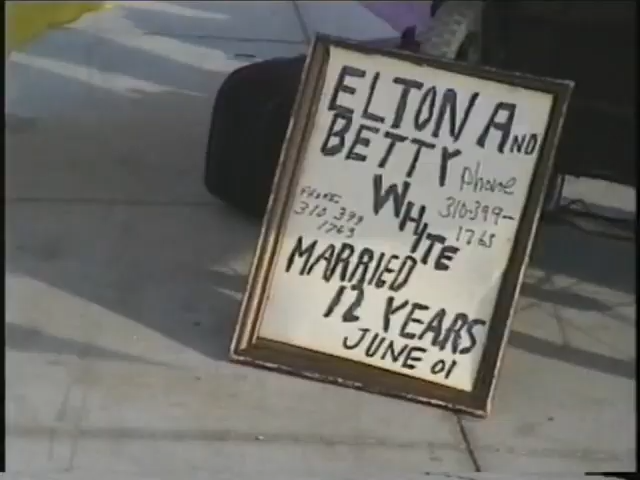 ELTON AND
BETTY
phone
WHITE
310-399-
1765
PHONE:
310 399
1765
MARRIED
12 YEARS
JUNE 01